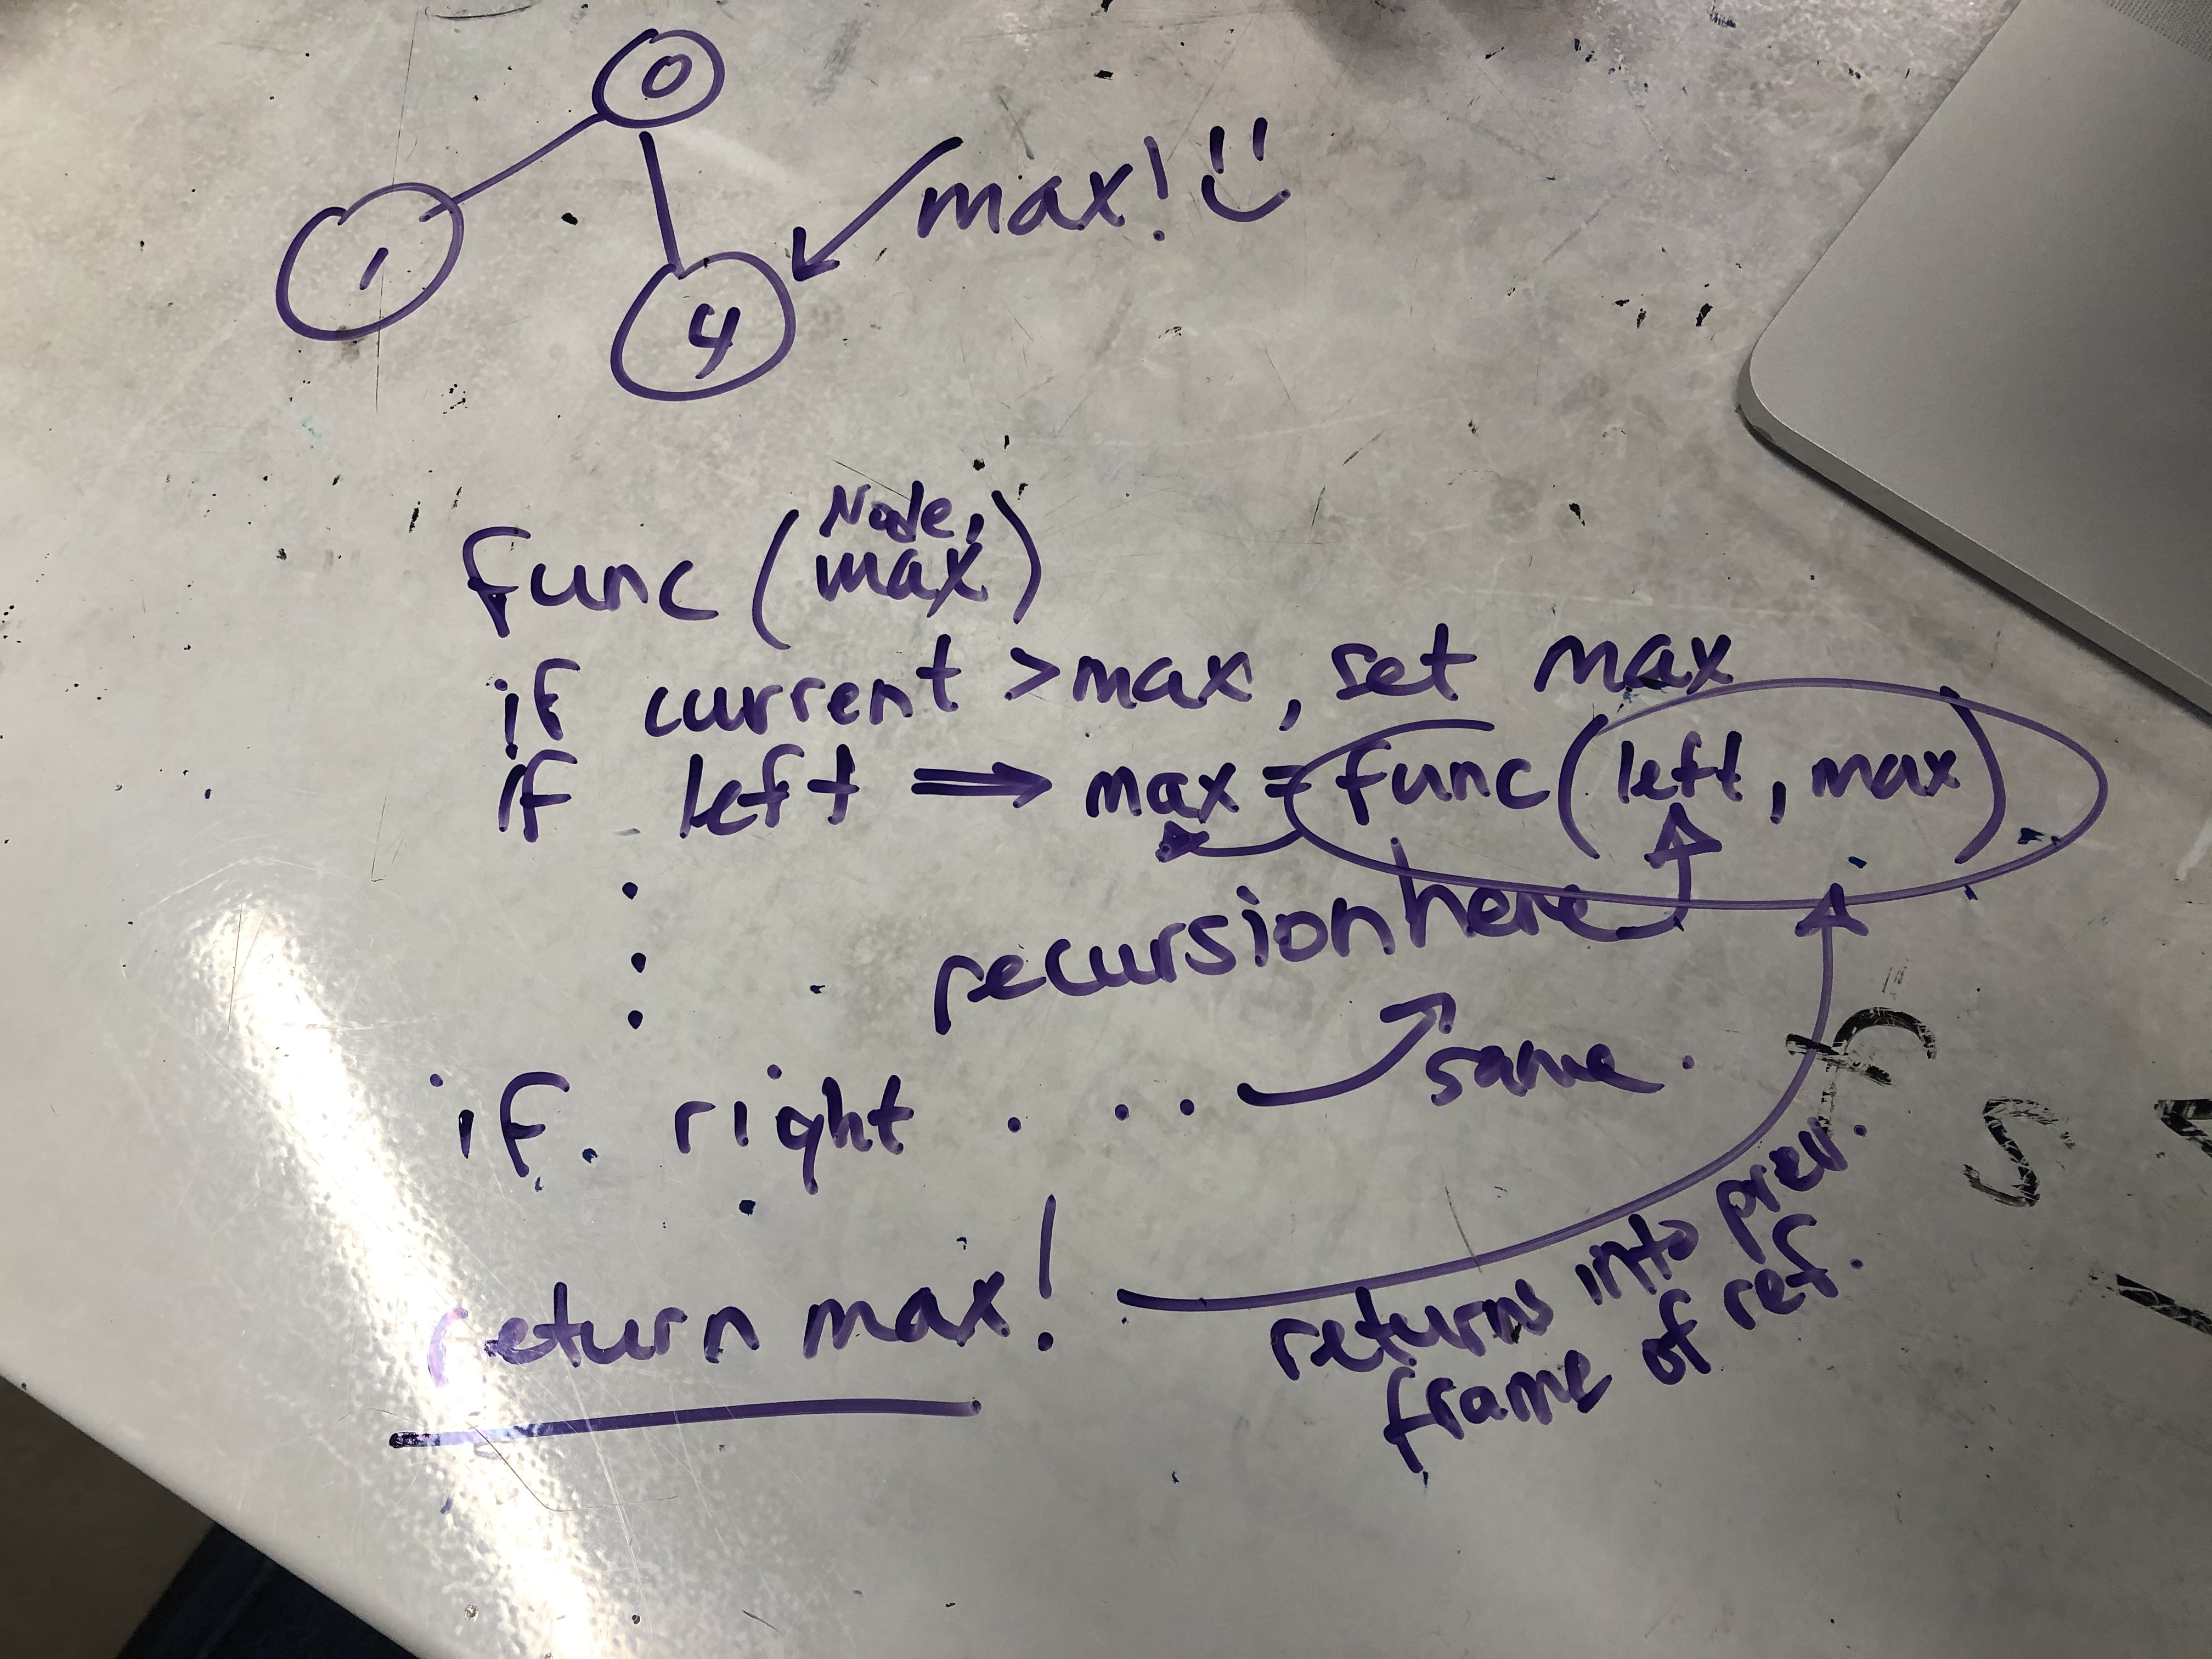 0
max! :)
1
4
func (Node, max)
if current > max, set max
if left ⇒ max = func(left, max)
recursion here
if right . . . same.
return max!
returns into prev.
frame of ref.
f
S